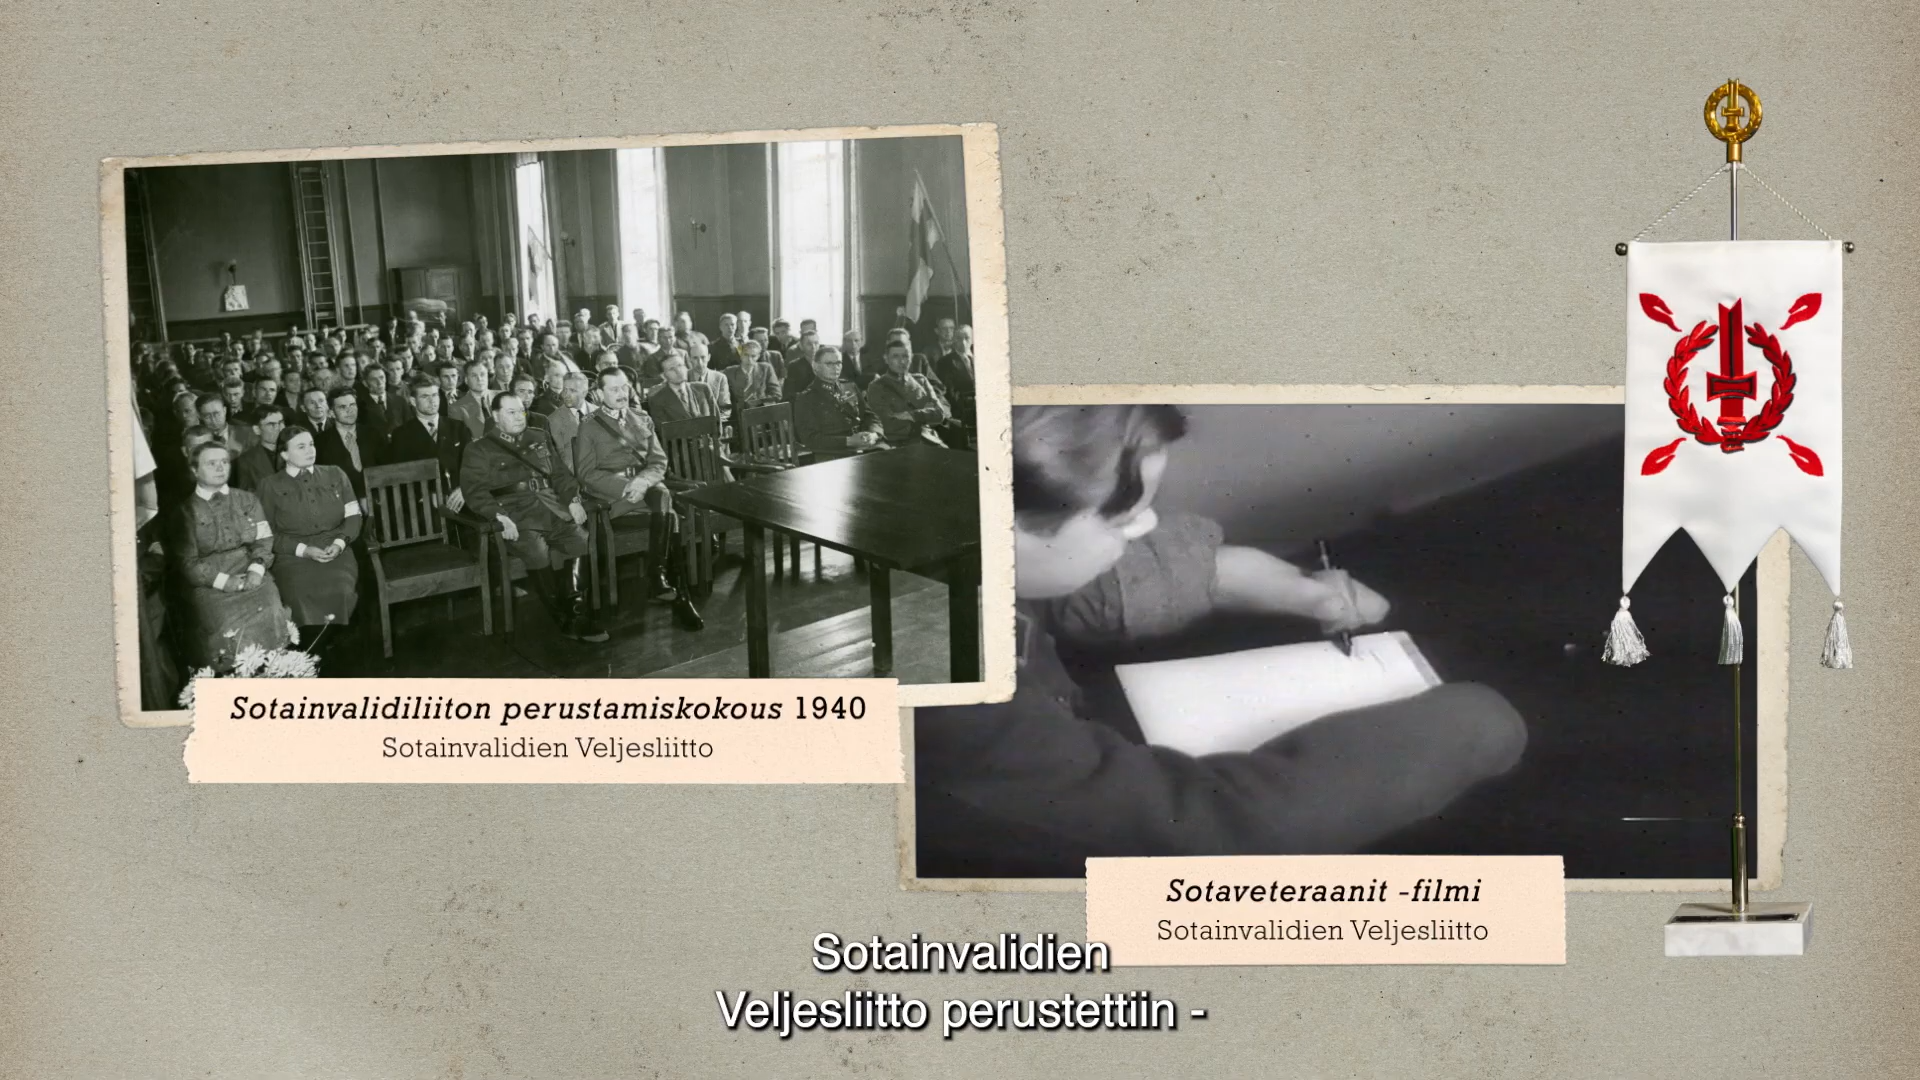 Sotainvalidiliiton perustamiskokous 1940
Sotainvalidien Veljesliitto
Sotaveteraanit -filmi
Sotainvalidien Veljesliitto
Sotainvalidien
Veljesliitto perustettiin -